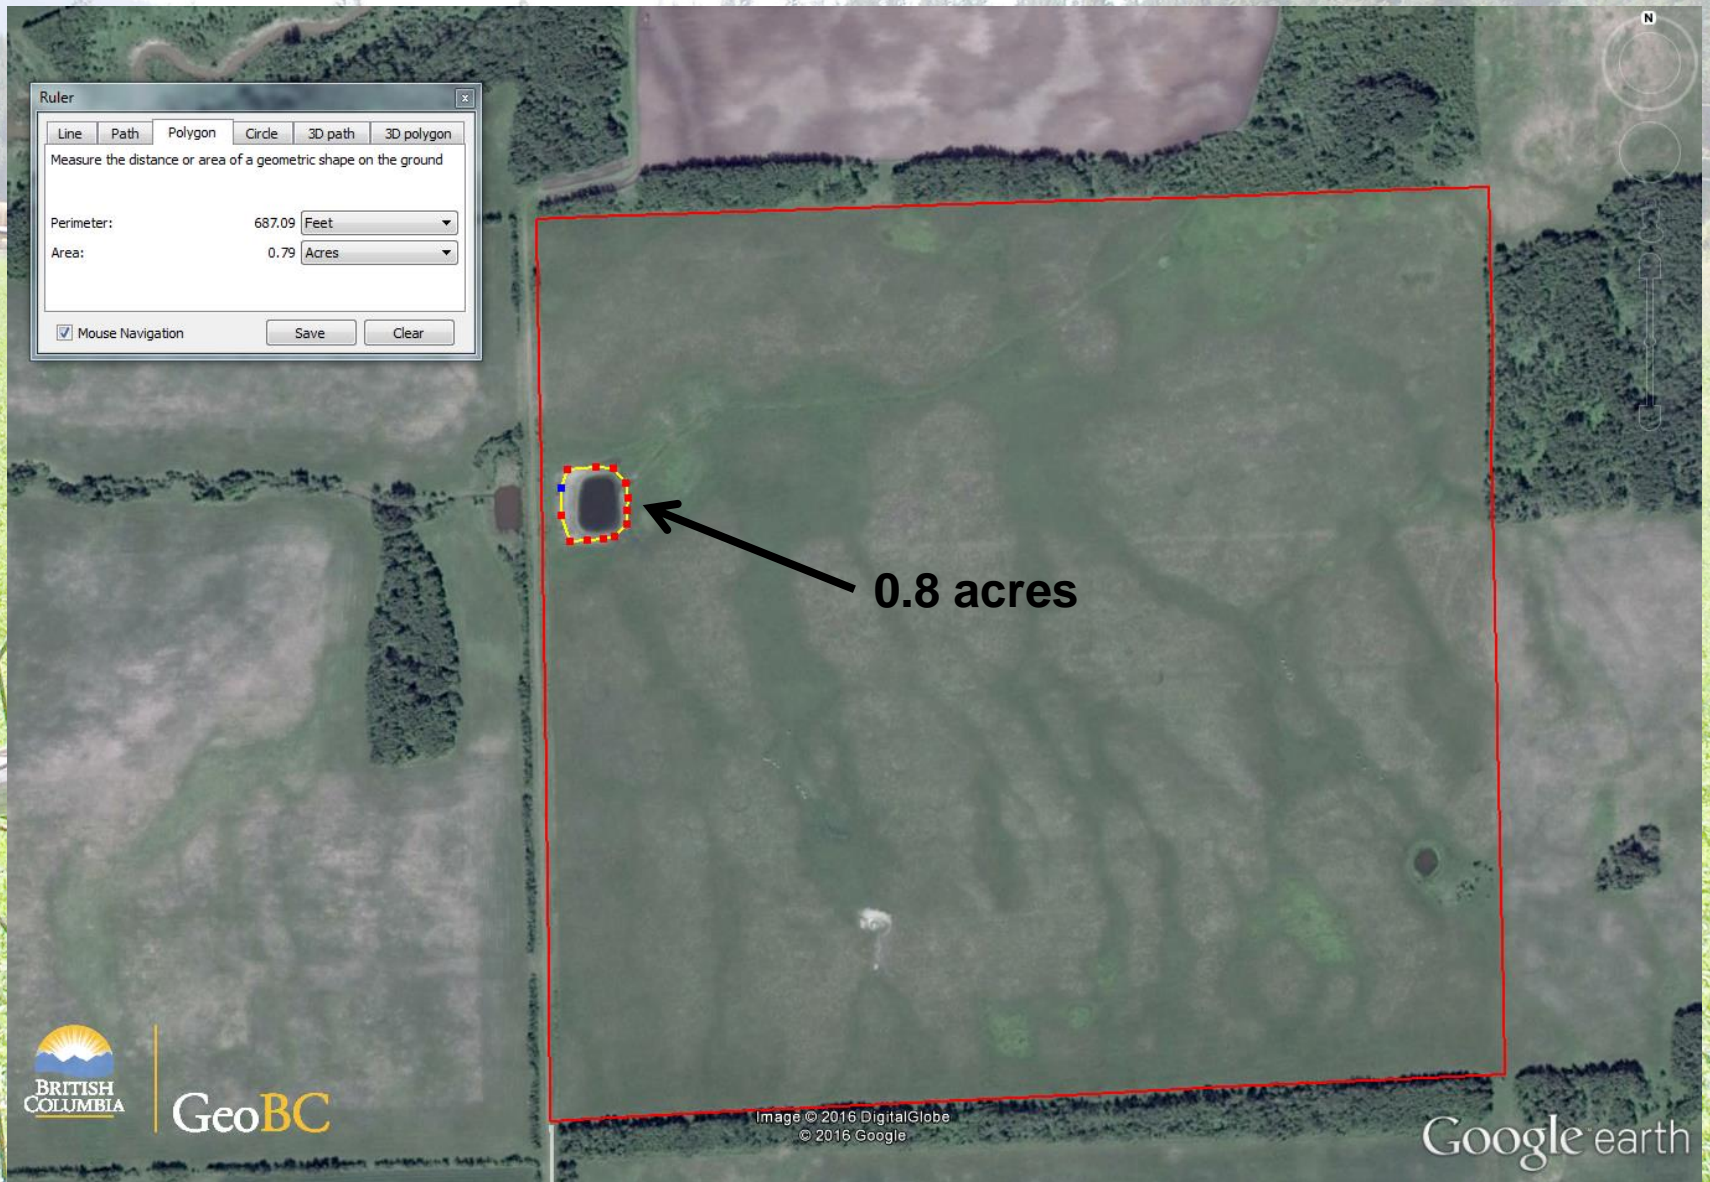 N
Ruler
x
Line Path Polygon Circle 3D path 3D polygon
Measure the distance or area of a geometric shape on the ground
Perimeter: 687.09 Feet
Area: 0.79 Acres
Mouse Navigation Save Clear
0.8 acres
BRITISH
COLUMBIA
GeoBC
Image © 2016 DigitalGlobe
© 2016 Google
Google earth